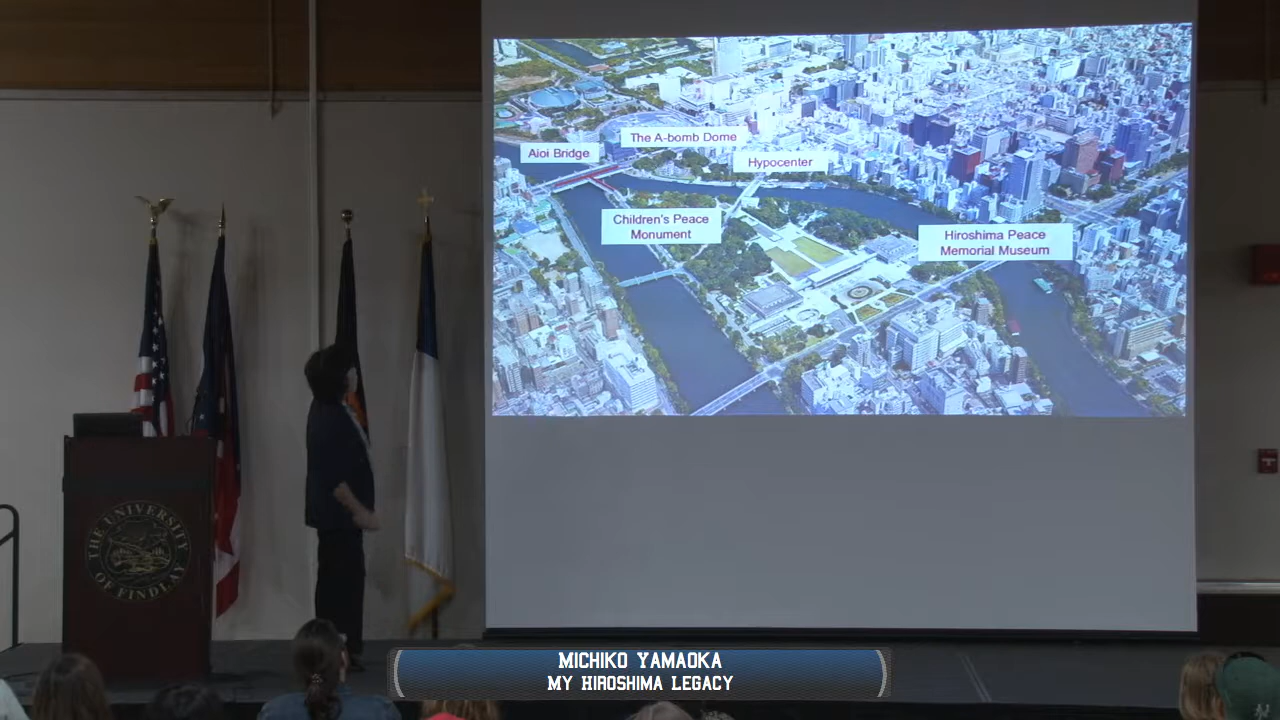 The A-bomb Dome
Aioi Bridge
Hypocenter
Children's Peace
Monument
Hiroshima Peace
Memorial Museum
THE UNIVERSITY
OF FINDLAY
MICHIKO YAMAOKA
MY HIROSHIMA LEGACY